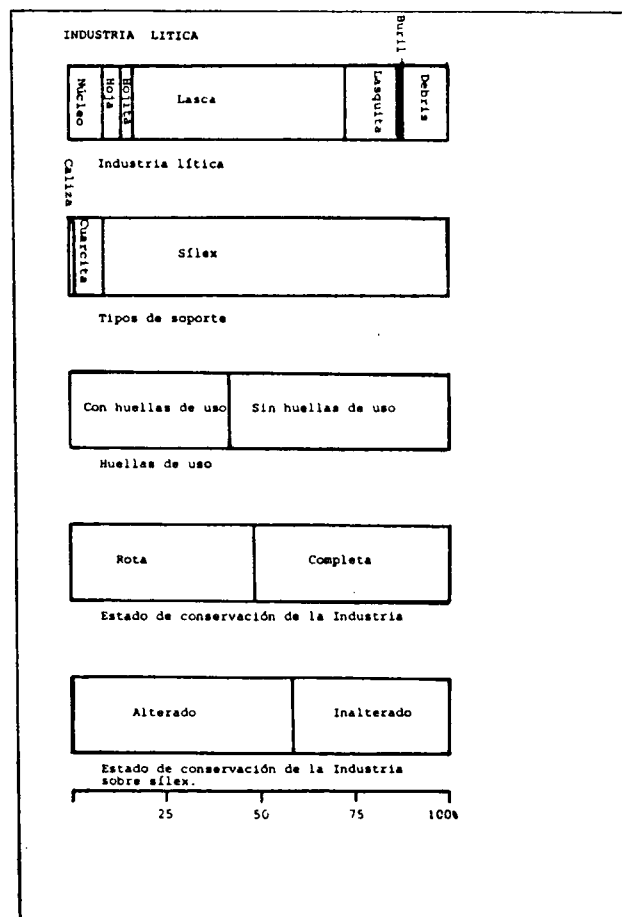 INDUSTRIA LITICA
Buril
Núcleo
Hoja
Hojita
Lasca
Lasquita
Debris
Industria lítica
Caliza
Cuarcita
Sílex
Tipos de soporte
Con huellas de uso
Sin huellas de uso
Huellas de uso
Rota
Completa
Estado de conservación de la Industria
Alterado
Inalterado
Estado de conservación de la Industria
sobre sílex.
25 50 75 100%